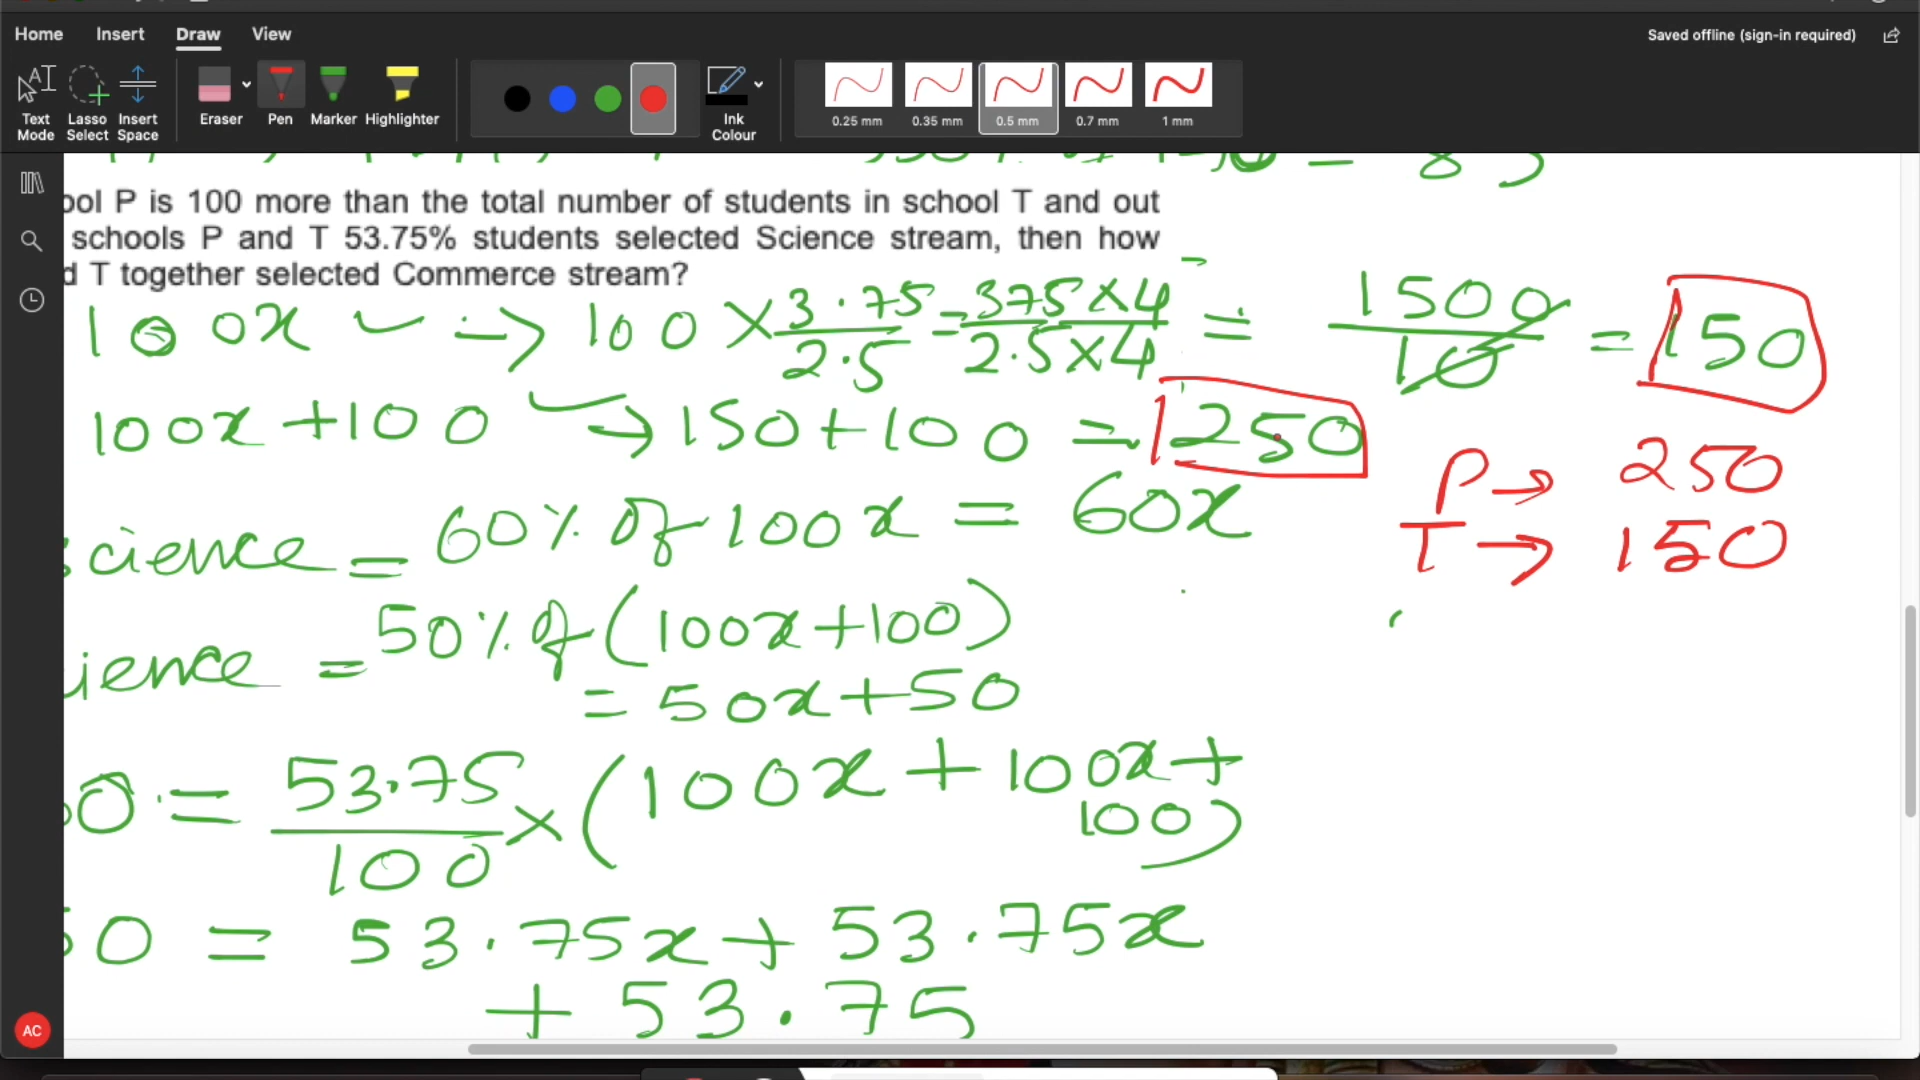 Home Insert Draw View Saved offline (sign-in required)
Text Mode Lasso Select Insert Space Eraser Pen Marker Highlighter Ink Colour 0.25 mm 0.35 mm 0.5 mm 0.7 mm 1 mm
ool P is 100 more than the total number of students in school T and out
schools P and T 53.75% students selected Science stream, then how
d T together selected Commerce stream?
100x → 100 × 3.75/2.5 = 375×4/2.5×4 = 1500/10 = 150
100x + 100 → 150 + 100 = 250
P → 250
T → 150
science = 60% of 100x = 60x
ience = 50% of (100x+100)
= 50x+50
50 = 53.75/100 × (100x + 100x + 100)
50 = 53.75x + 53.75x
+ 53.75
AC